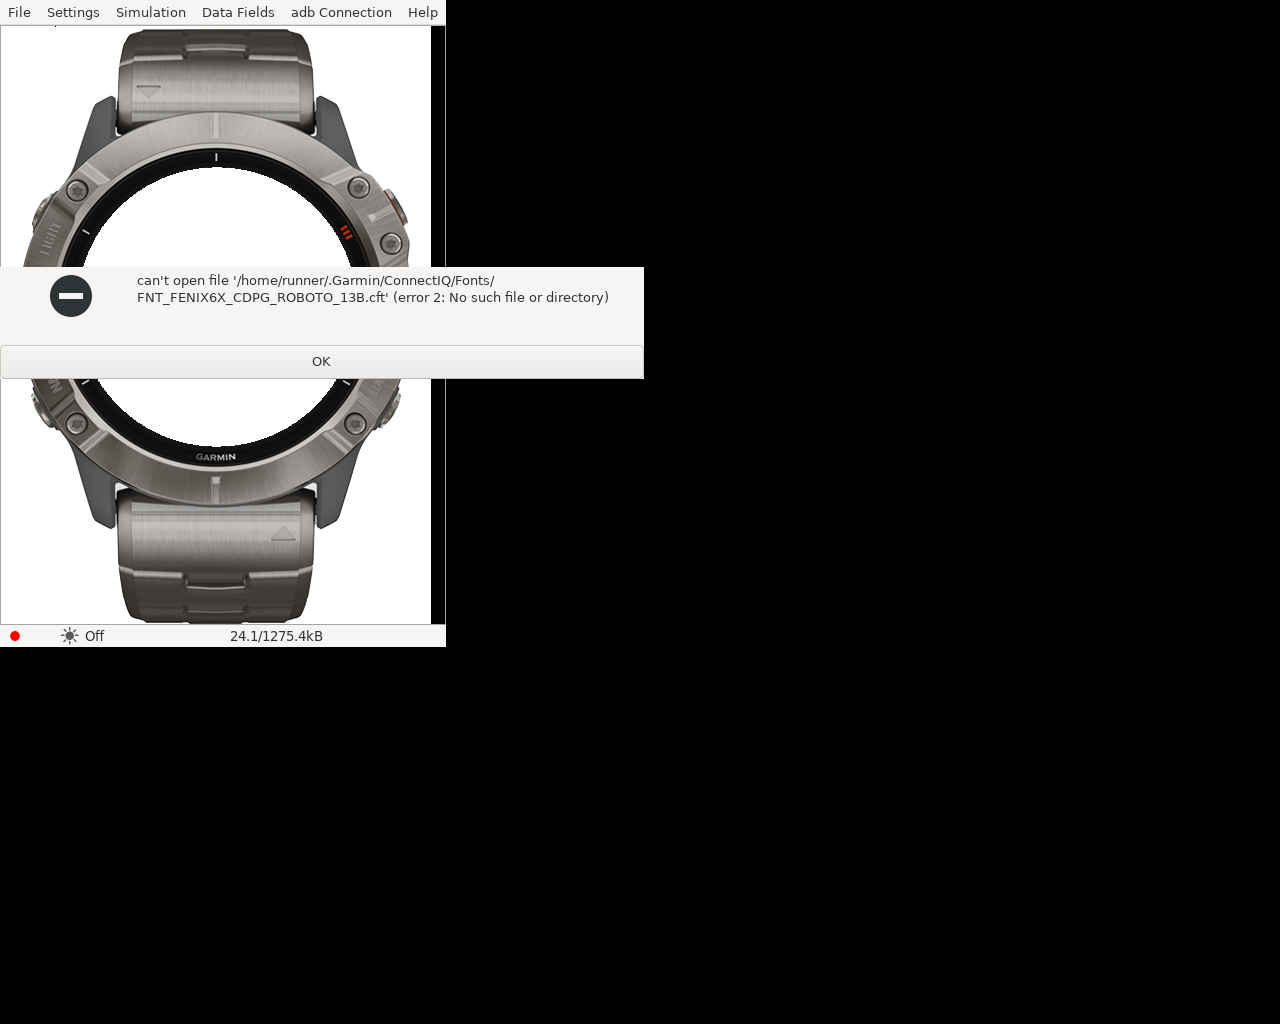 File Settings Simulation Data Fields adb Connection Help
LIGHT
can't open file '/home/runner/.Garmin/ConnectIQ/Fonts/
FNT_FENIX6X_CDPG_ROBOTO_13B.cft' (error 2: No such file or directory)
OK
GARMIN
Off 24.1/1275.4kB